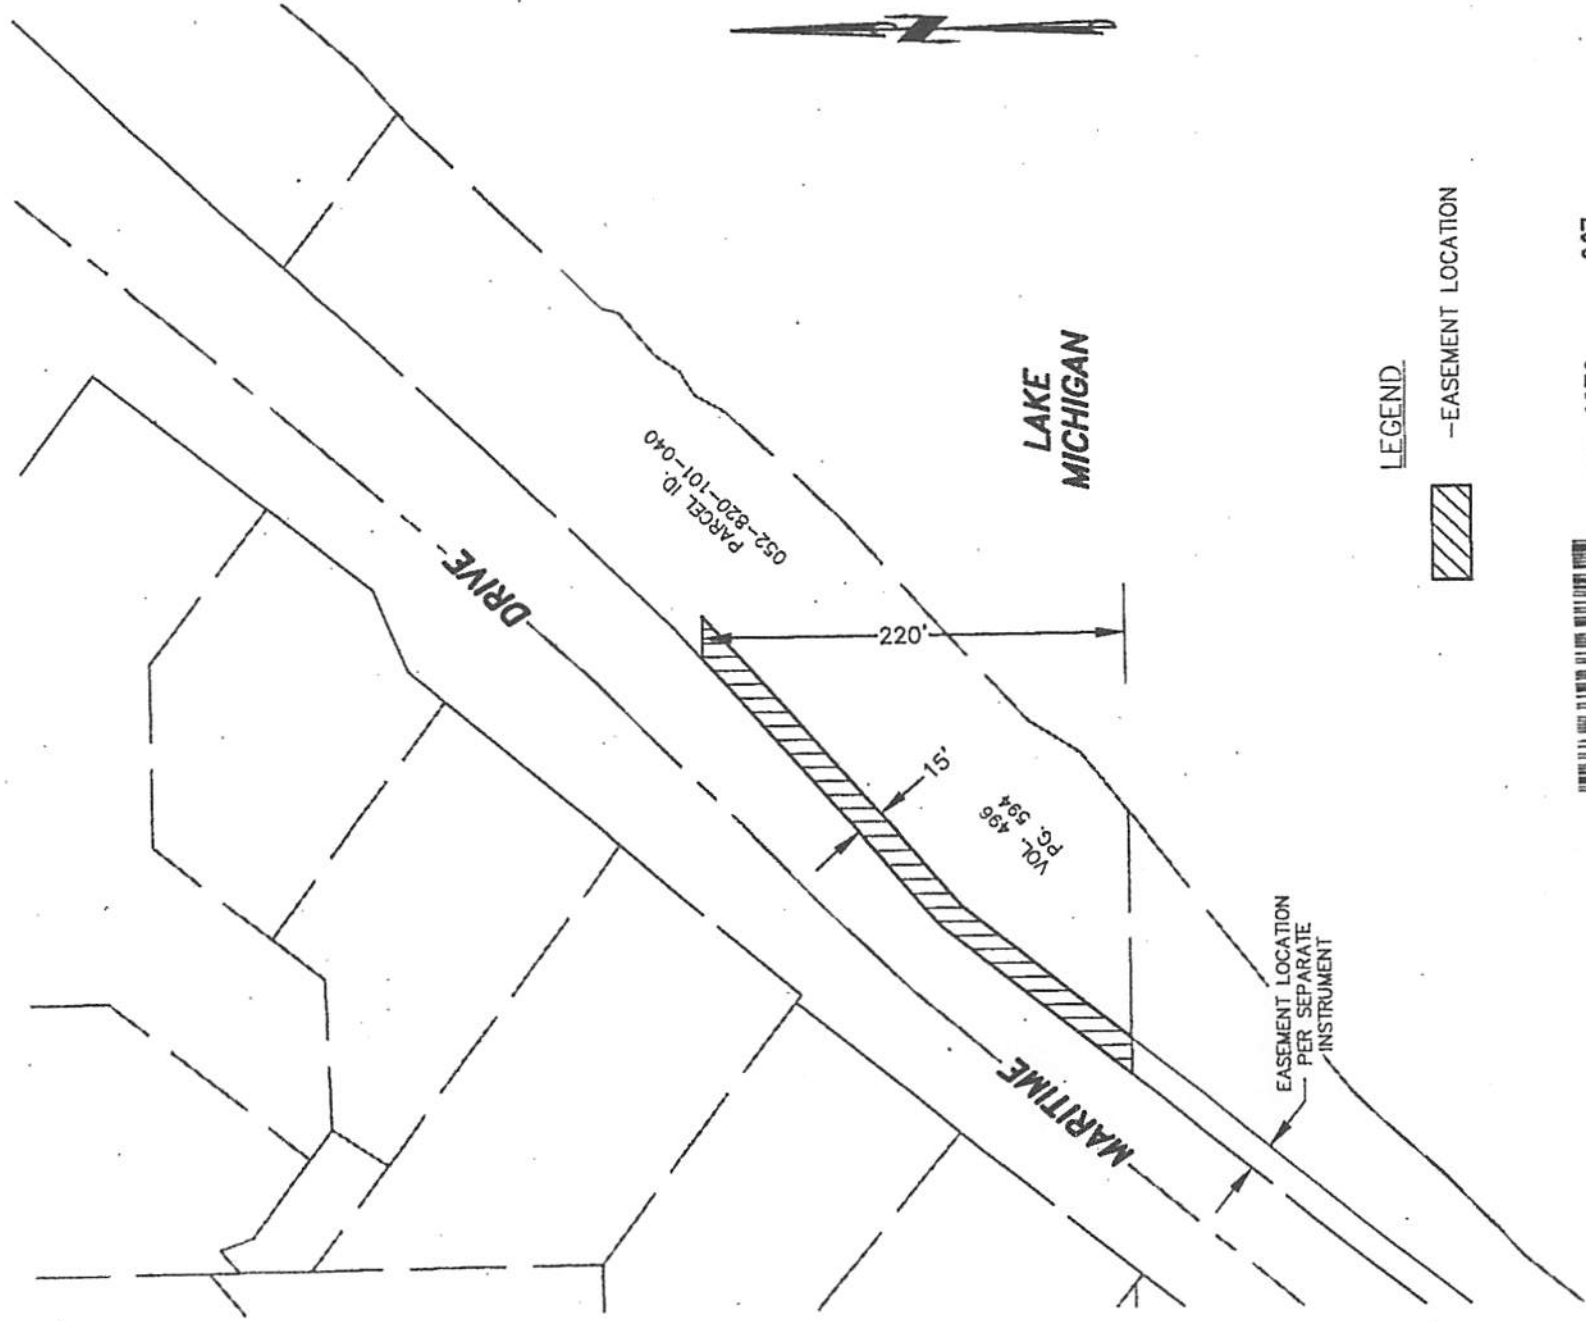 DRIVE
PARCEL ID.
052-820-101-040
LAKE
MICHIGAN
220'
15'
VOL. 496
PG. 594
MARITIME
EASEMENT LOCATION
PER SEPARATE
INSTRUMENT
LEGEND
-EASEMENT LOCATION